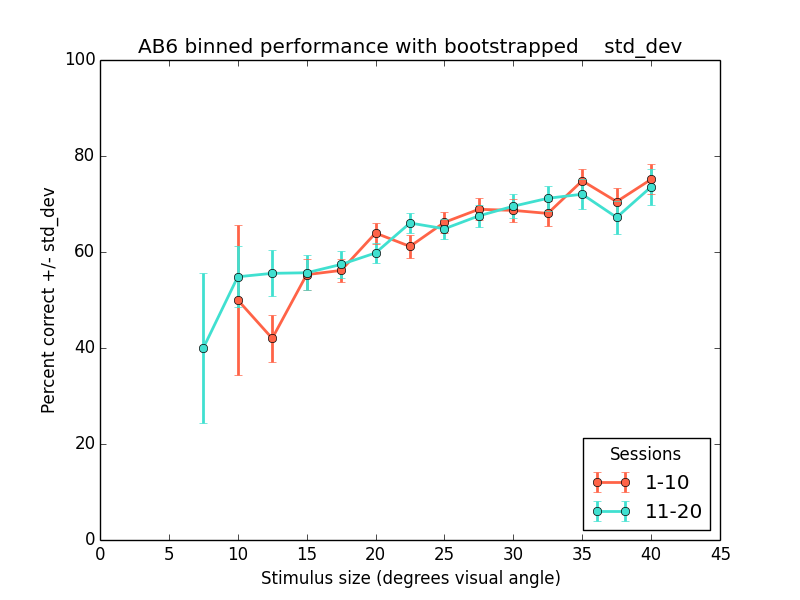 AB6 binned performance with bootstrapped    std_dev
100
80
60
40
20
0
Percent correct +/- std_dev
0 5 10 15 20 25 30 35 40 45
Stimulus size (degrees visual angle)
Sessions
1-10
11-20